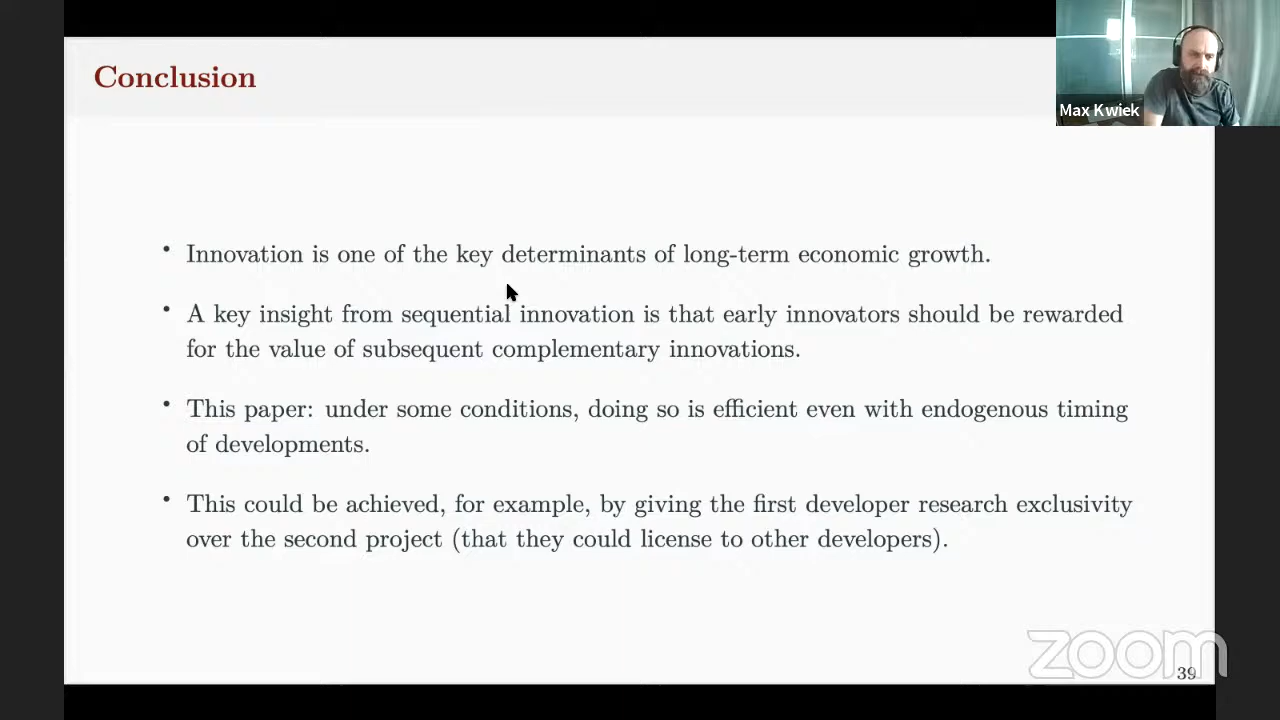 Conclusion
Max Kwiek
• Innovation is one of the key determinants of long-term economic growth.
• A key insight from sequential innovation is that early innovators should be rewarded
for the value of subsequent complementary innovations.
• This paper: under some conditions, doing so is efficient even with endogenous timing
of developments.
• This could be achieved, for example, by giving the first developer research exclusivity
over the second project (that they could license to other developers).
zoom
39